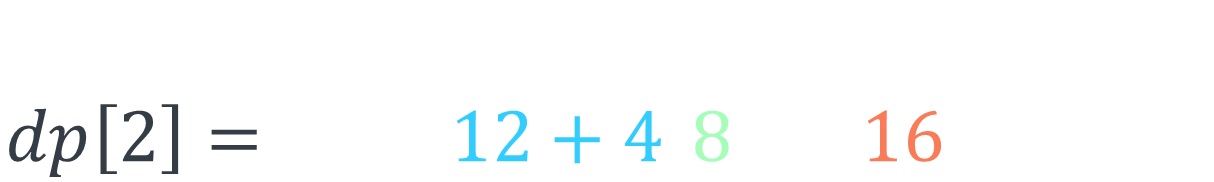 dp[2] = 12 + 4 8 16